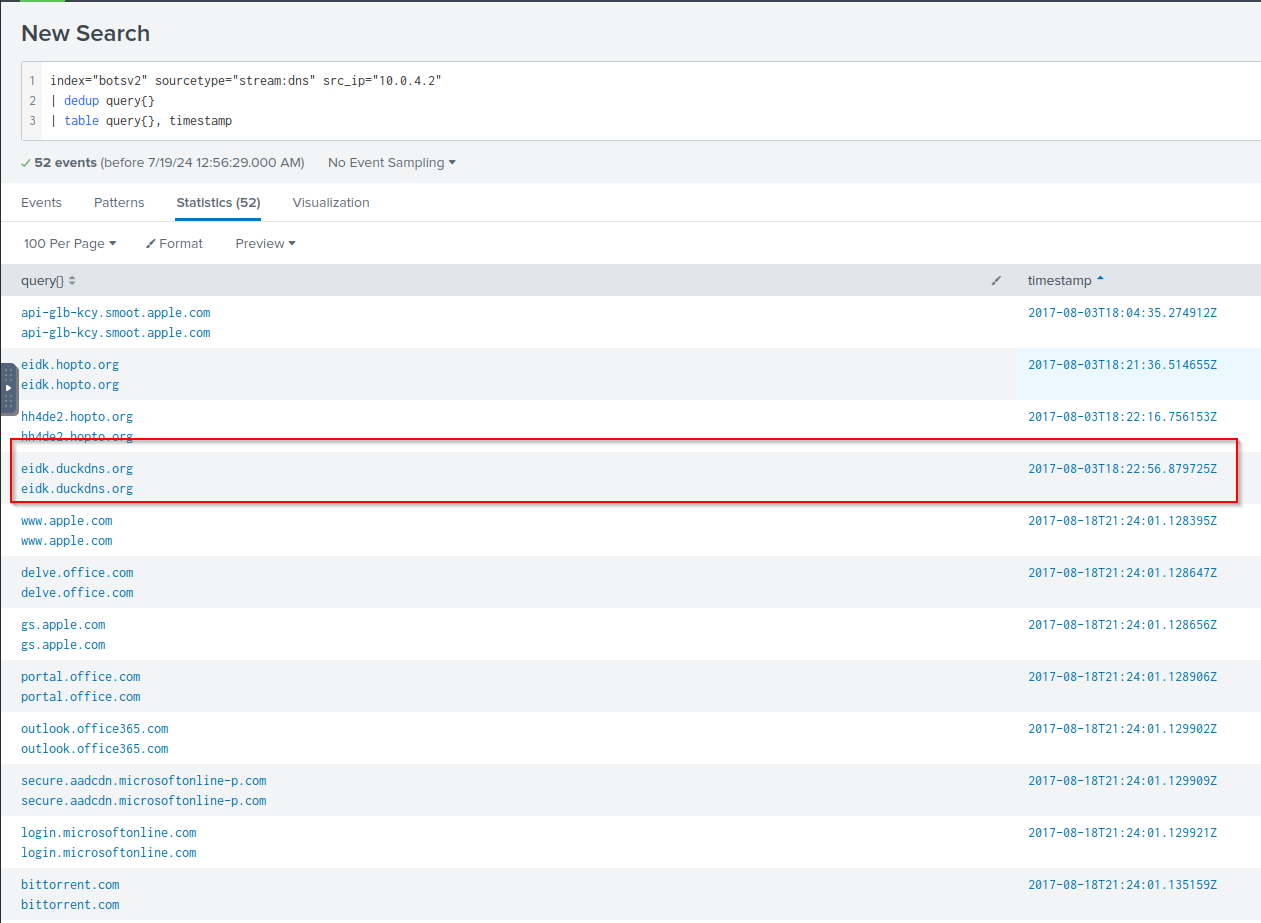 New Search
1 index="botsv2" sourcetype="stream:dns" src_ip="10.0.4.2"
2 | dedup query{}
3 | table query{}, timestamp
52 events (before 7/19/24 12:56:29.000 AM) No Event Sampling
Events Patterns Statistics (52) Visualization
100 Per Page Format Preview
query{} timestamp
api-glb-kcy.smoot.apple.com 2017-08-03T18:04:35.274912Z
api-glb-kcy.smoot.apple.com
eidk.hopto.org 2017-08-03T18:21:36.514655Z
eidk.hopto.org
hh4de2.hopto.org 2017-08-03T18:22:16.756153Z
hh4de2.hopto.org
eidk.duckdns.org 2017-08-03T18:22:56.879725Z
eidk.duckdns.org
www.apple.com 2017-08-18T21:24:01.128395Z
www.apple.com
delve.office.com 2017-08-18T21:24:01.128647Z
delve.office.com
gs.apple.com 2017-08-18T21:24:01.128656Z
gs.apple.com
portal.office.com 2017-08-18T21:24:01.128906Z
portal.office.com
outlook.office365.com 2017-08-18T21:24:01.129902Z
outlook.office365.com
secure.aadcdn.microsoftonline-p.com 2017-08-18T21:24:01.129909Z
secure.aadcdn.microsoftonline-p.com
login.microsoftonline.com 2017-08-18T21:24:01.129921Z
login.microsoftonline.com
bittorrent.com 2017-08-18T21:24:01.135159Z
bittorrent.com